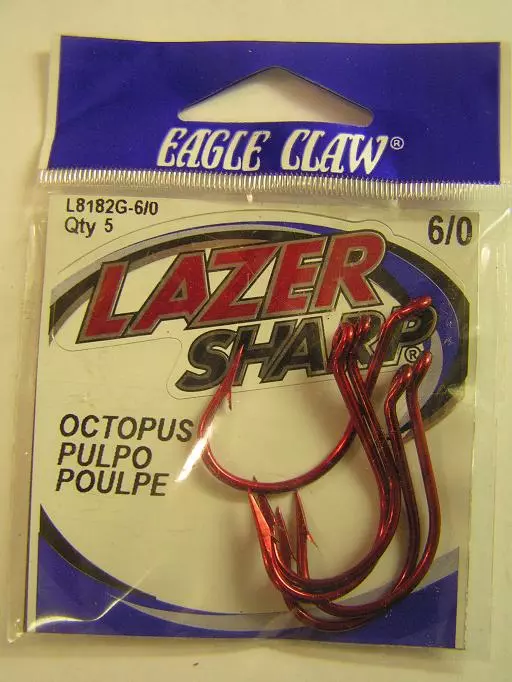 EAGLE CLAW®
L8182G-6/0
Qty 5
6/0
LAZER
SHARP®
OCTOPUS
PULPO
POULPE